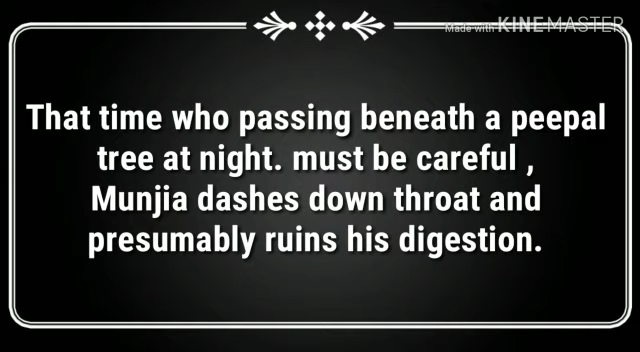 Made with KINEMASTER
That time who passing beneath a peepal
tree at night. must be careful ,
Munjia dashes down throat and
presumably ruins his digestion.